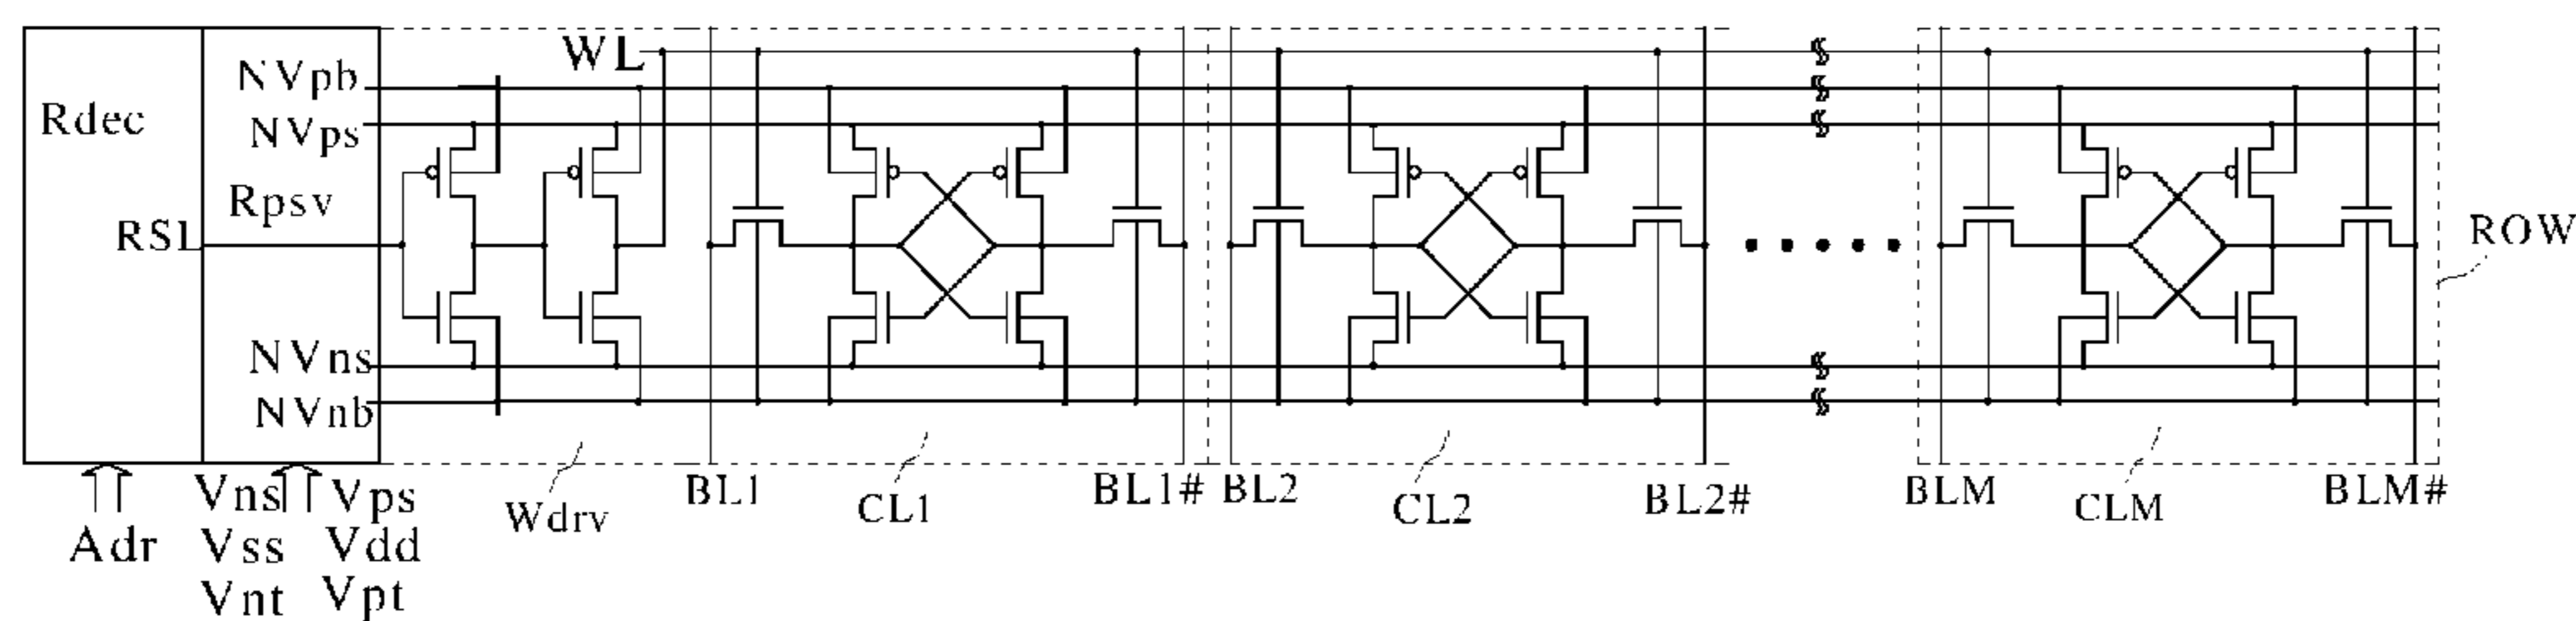 WL
NVpb
Rdec
NVps
Rpsv
RSL
ROW
NVns
NVnb
Vns Vps
BL1 BL1# BL2 BL2# BLM BLM#
Wdrv CL1 CL2 CLM
Adr Vss Vdd
Vnt Vpt